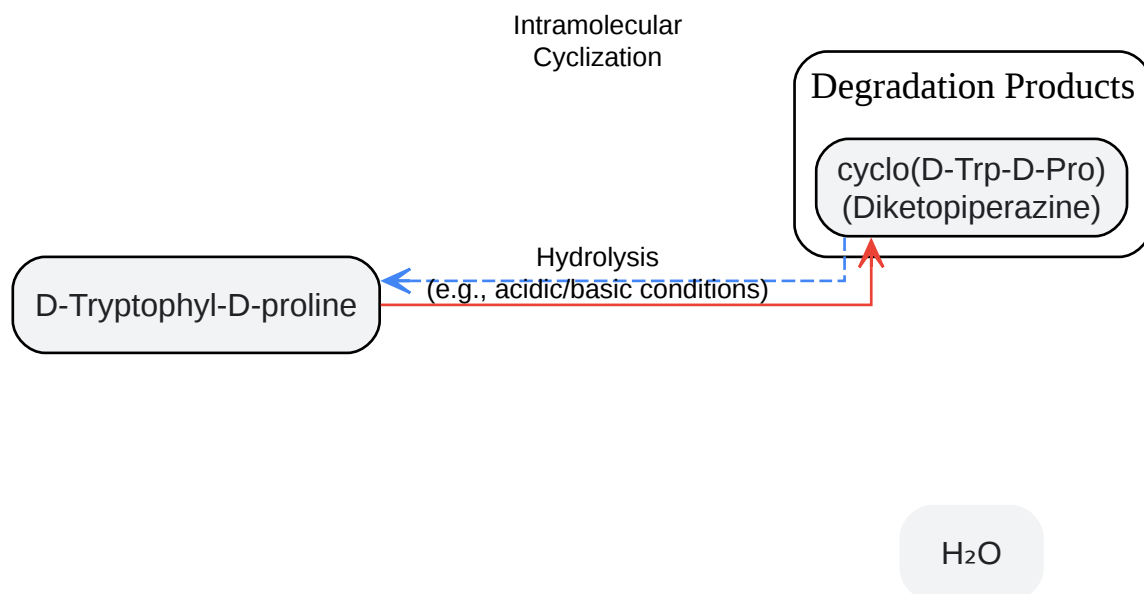 Intramolecular
Cyclization
Degradation Products
cyclo(D-Trp-D-Pro)
(Diketopiperazine)
Hydrolysis
(e.g., acidic/basic conditions)
D-Tryptophyl-D-proline
H₂O